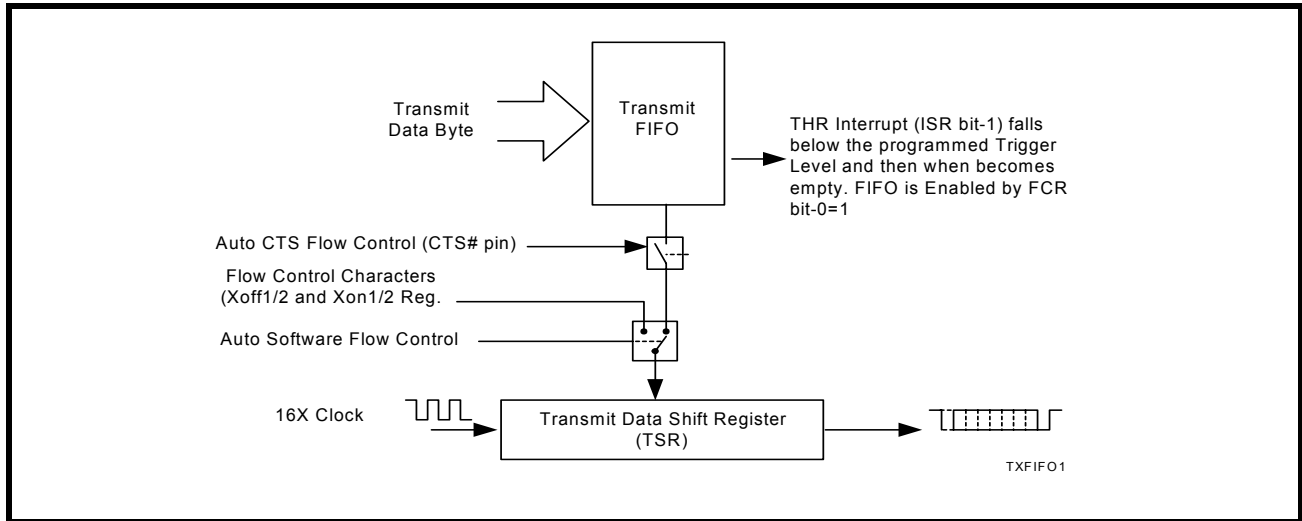 Transmit
Data Byte
Transmit
FIFO
THR Interrupt (ISR bit-1) falls
below the programmed Trigger
Level and then when becomes
empty. FIFO is Enabled by FCR
bit-0=1
Auto CTS Flow Control (CTS# pin)
Flow Control Characters
(Xoff1/2 and Xon1/2 Reg.
Auto Software Flow Control
16X Clock
Transmit Data Shift Register
(TSR)
TXFIFO1